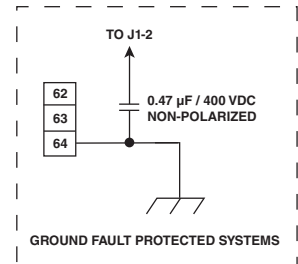 TO J1-2
62
63
64
0.47 µF / 400 VDC
NON-POLARIZED
GROUND FAULT PROTECTED SYSTEMS